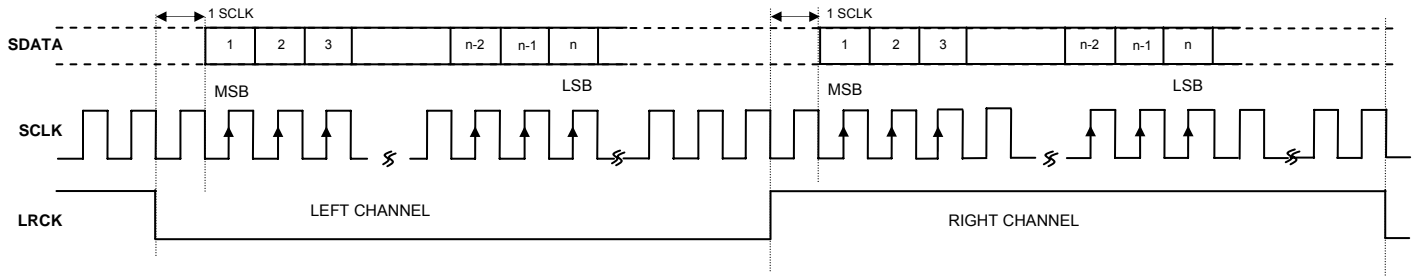 1 SCLK 1 SCLK
SDATA 1 2 3 n-2 n-1 n 1 2 3 n-2 n-1 n
MSB LSB MSB LSB
SCLK
LRCK LEFT CHANNEL RIGHT CHANNEL